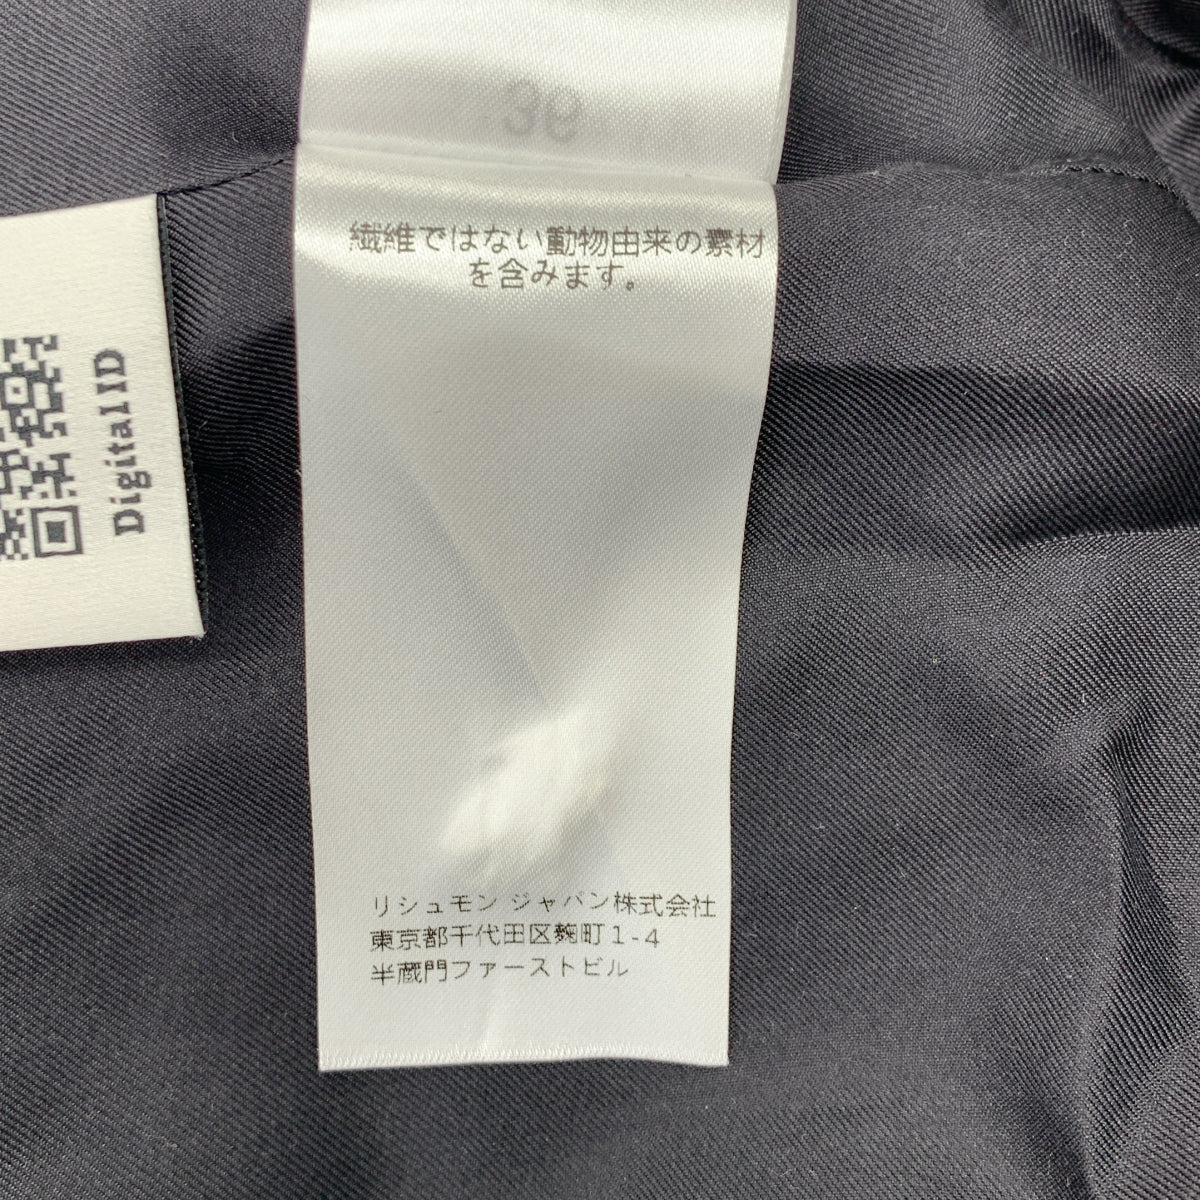 繊維ではない動物由来の素材
を含みます。
Digital ID
リシュモン ジャパン株式会社
東京都千代田区麹町1-4
半蔵門ファーストビル